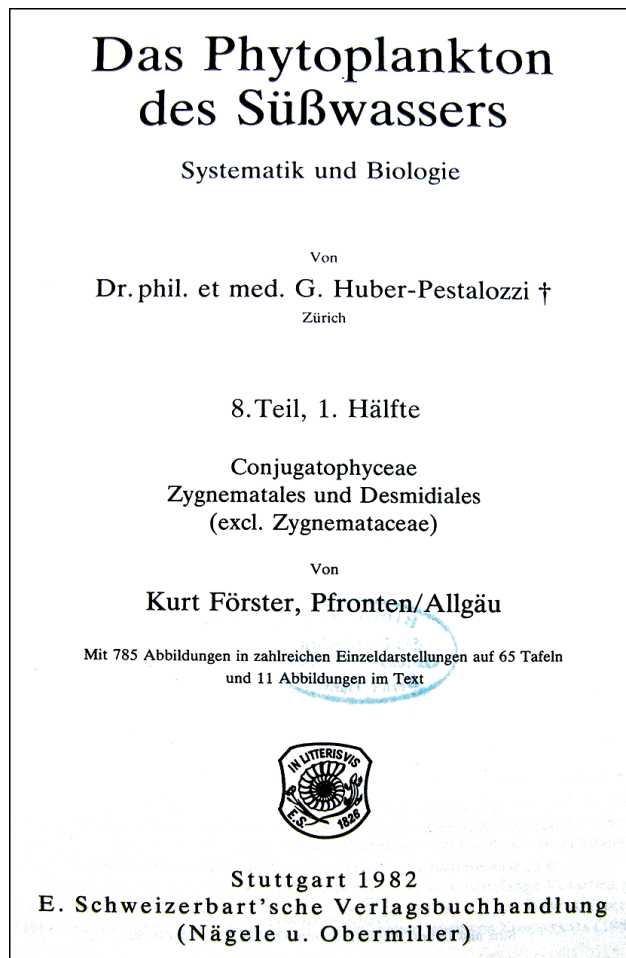 Das Phytoplankton
des Süßwassers
Systematik und Biologie
Von
Dr. phil. et med. G. Huber-Pestalozzi †
Zürich
8. Teil, 1. Hälfte
Conjugatophyceae
Zygnematales und Desmidiales
(excl. Zygnemataceae)
Von
Kurt Förster, Pfronten/Allgäu
Mit 785 Abbildungen in zahlreichen Einzeldarstellungen auf 65 Tafeln
und 11 Abbildungen im Text
IN LITTERIS VIS
E.S. 1826
Stuttgart 1982
E. Schweizerbart'sche Verlagsbuchhandlung
(Nägele u. Obermiller)